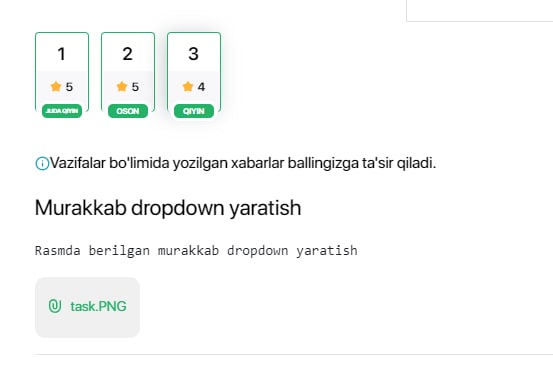 1 2 3
5 5 4
JUDA QIYIN OSON QIYIN
Vazifalar bo'limida yozilgan xabarlar ballingizga ta'sir qiladi.
Murakkab dropdown yaratish
Rasmda berilgan murakkab dropdown yaratish
task.PNG